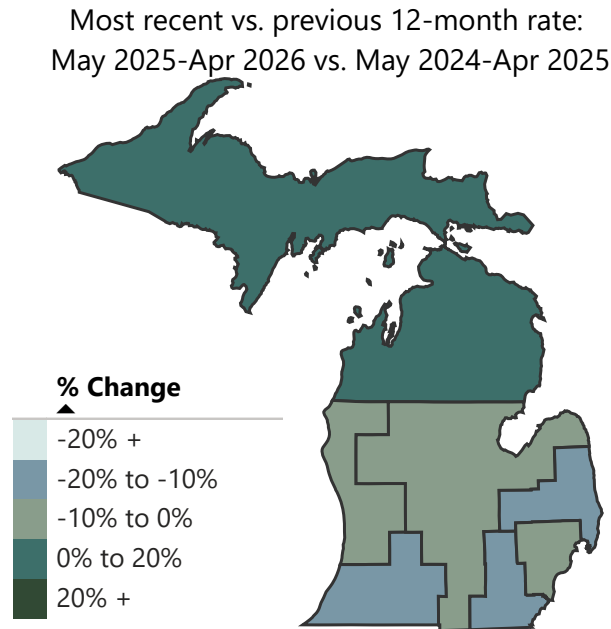 Most recent vs. previous 12-month rate:
May 2025-Apr 2026 vs. May 2024-Apr 2025
% Change
-20% +
-20% to -10%
-10% to 0%
0% to 20%
20% +